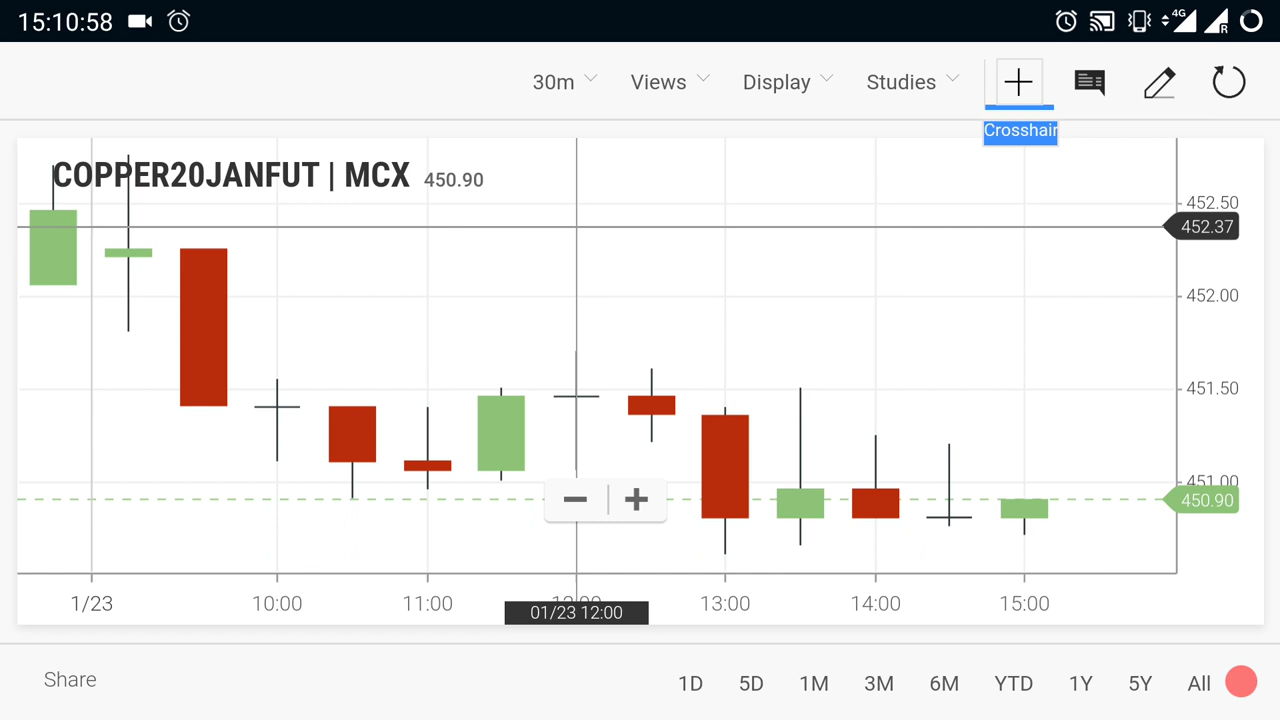 15:10:58 4G R
30m Views Display Studies
Crosshair
COPPER20JANFUT | MCX 450.90
452.50
452.37
452.00
451.50
451.00
450.90
1/23 10:00 11:00 12:00 13:00 14:00 15:00
01/23 12:00
Share 1D 5D 1M 3M 6M YTD 1Y 5Y All